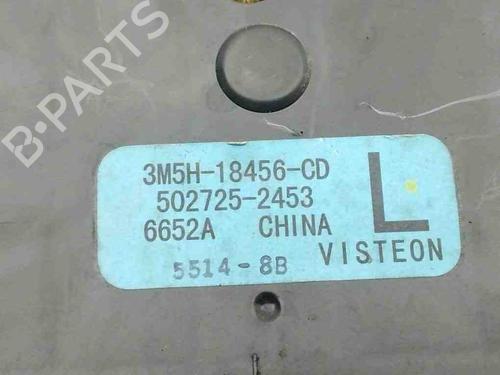 B-PARTS
3M5H-18456-CD
502725-2453
6652A CHINA
L
VISTEON
5514-8B